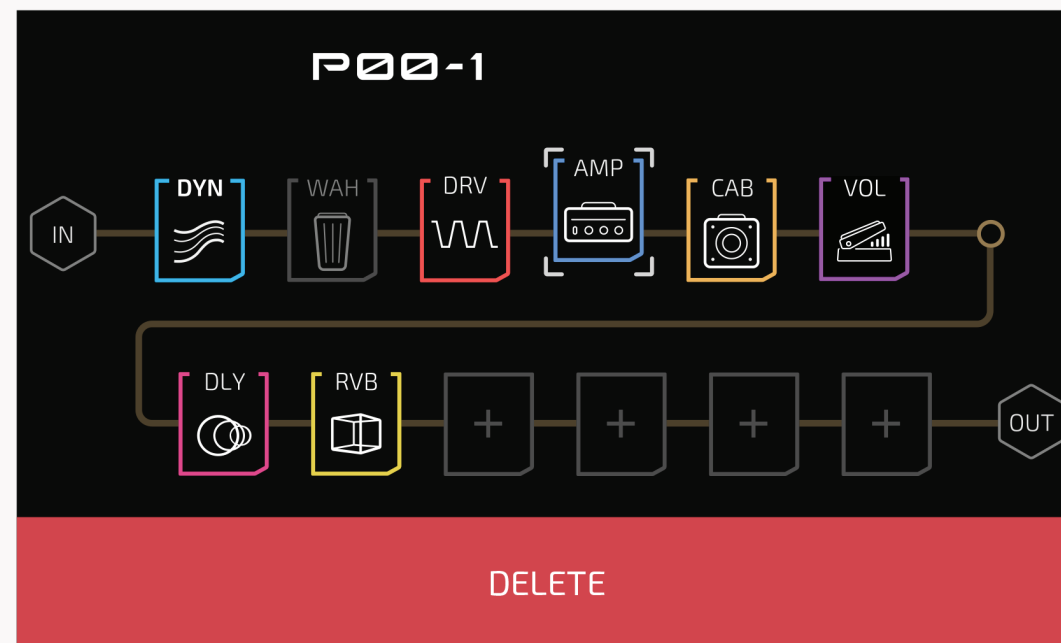 P00-1
IN DYN WAH DRV AMP CAB VOL
DLY RVB + + + + OUT
DELETE